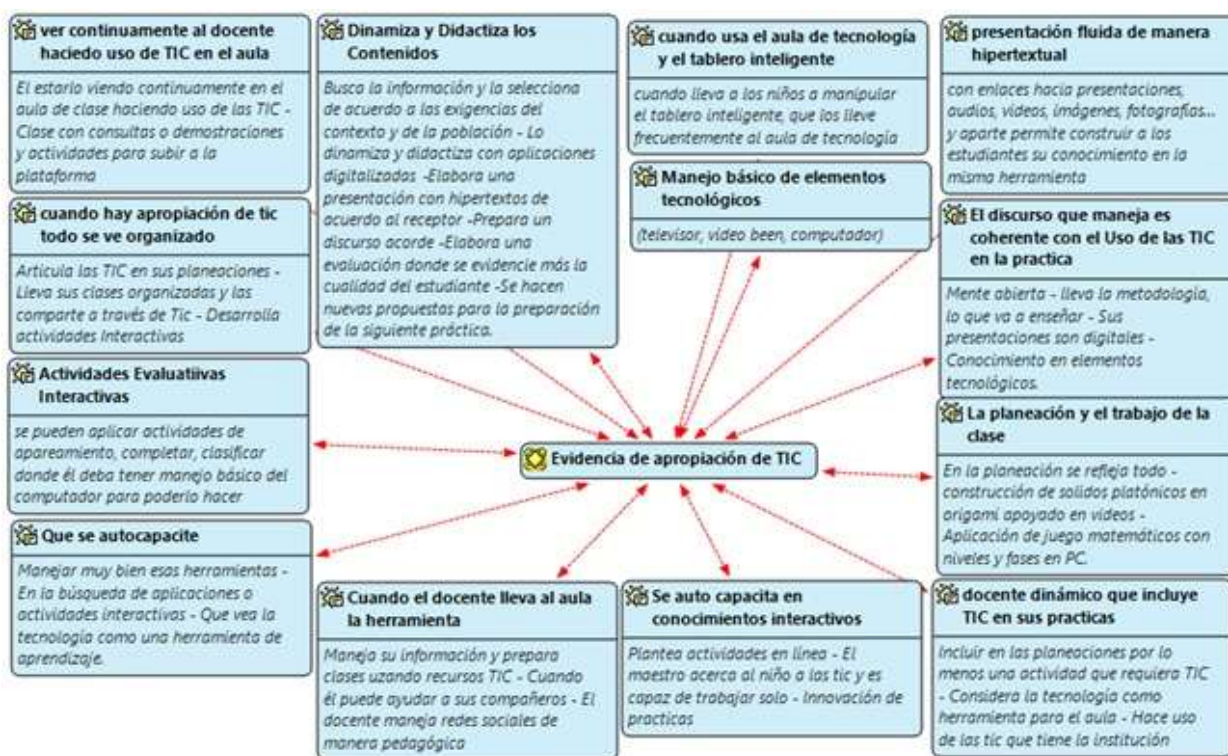 ver continuamente al docente
haciedo uso de TIC en el aula
El estarlo viendo continuamente en el
aula de clase haciendo uso de las TIC -
Clase con consultas o demostraciones
y actividades para subir a la
plataforma
Dinamiza y Didactiza los
Contenidos
Busca la información y la selecciona
de acuerdo a las exigencias del
contexto y de la población - Lo
dinamiza y didactiza con aplicaciones
digitalizadas -Elabora una
presentación con hipertextos de
acuerdo al receptor -Prepara un
discurso acorde -Elabora una
evaluación donde se evidencie más la
cualidad del estudiante -Se hacen
nuevas propuestas para la preparación
de la siguiente práctica.
cuando usa el aula de tecnología
y el tablero inteligente
cuando lleva a los niños a manipular
el tablero inteligente, que los lleve
frecuentemente al aula de tecnología
presentación fluida de manera
hipertextual
con enlaces hacia presentaciones,
audios, videos, imágenes, fotografías...
y aparte permite construir a los
estudiantes su conocimiento en la
misma herramienta
Manejo básico de elementos
tecnológicos
(televisor, video been, computador)
cuando hay apropiación de tic
todo se ve organizado
Articula las TIC en sus planeaciones -
Lleva sus clases organizadas y las
comparte a través de Tic - Desarrolla
actividades Interactivas
El discurso que maneja es
coherente con el Uso de las TIC
en la practica
Mente abierta - lleva la metodología,
lo que va a enseñar - Sus
presentaciones son digitales -
Conocimiento en elementos
tecnológicos.
Actividades Evaluatiivas
Interactivas
se pueden aplicar actividades de
apareamiento, completar, clasificar
donde él deba tener manejo básico del
computador para poderlo hacer
Evidencia de apropiación de TIC
La planeación y el trabajo de la
clase
En la planeación se refleja todo -
construcción de solidos platónicos en
origami apoyado en videos -
Aplicación de juego matemáticos con
niveles y fases en PC.
Que se autocapacite
Manejar muy bien esas herramientas -
En la búsqueda de aplicaciones o
actividades interactivas - Que vea la
tecnología como una herramienta de
aprendizaje.
Cuando el docente lleva al aula
la herramienta
Maneja su información y prepara
clases uzando recursos TIC - Cuando
él puede ayudar a sus compañeros - El
docente maneja redes sociales de
manera pedagógica
Se auto capacita en
conocimientos interactivos
Plantea actividades en línea - El
maestro acerca al niño a las tic y es
capaz de trabajar solo - Innovación de
practicas
docente dinámico que incluye
TIC en sus practicas
Incluir en las planeaciones por lo
menos una actividad que requiera TIC
- Considera la tecnología como
herramienta para el aula - Hace uso
de las tic que tiene la institución